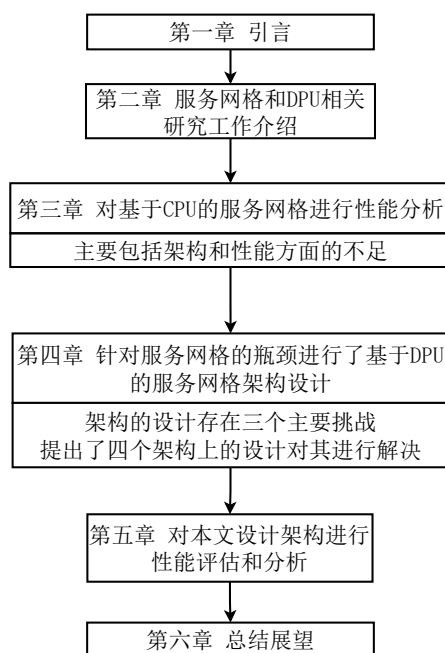 第一章 引言
第二章 服务网格和DPU相关
研究工作介绍
第三章 对基于CPU的服务网格进行性能分析
主要包括架构和性能方面的不足
第四章 针对服务网格的瓶颈进行了基于DPU
的服务网格架构设计
架构的设计存在三个主要挑战
提出了四个架构上的设计对其进行解决
第五章 对本文设计架构进行
性能评估和分析
第六章 总结展望